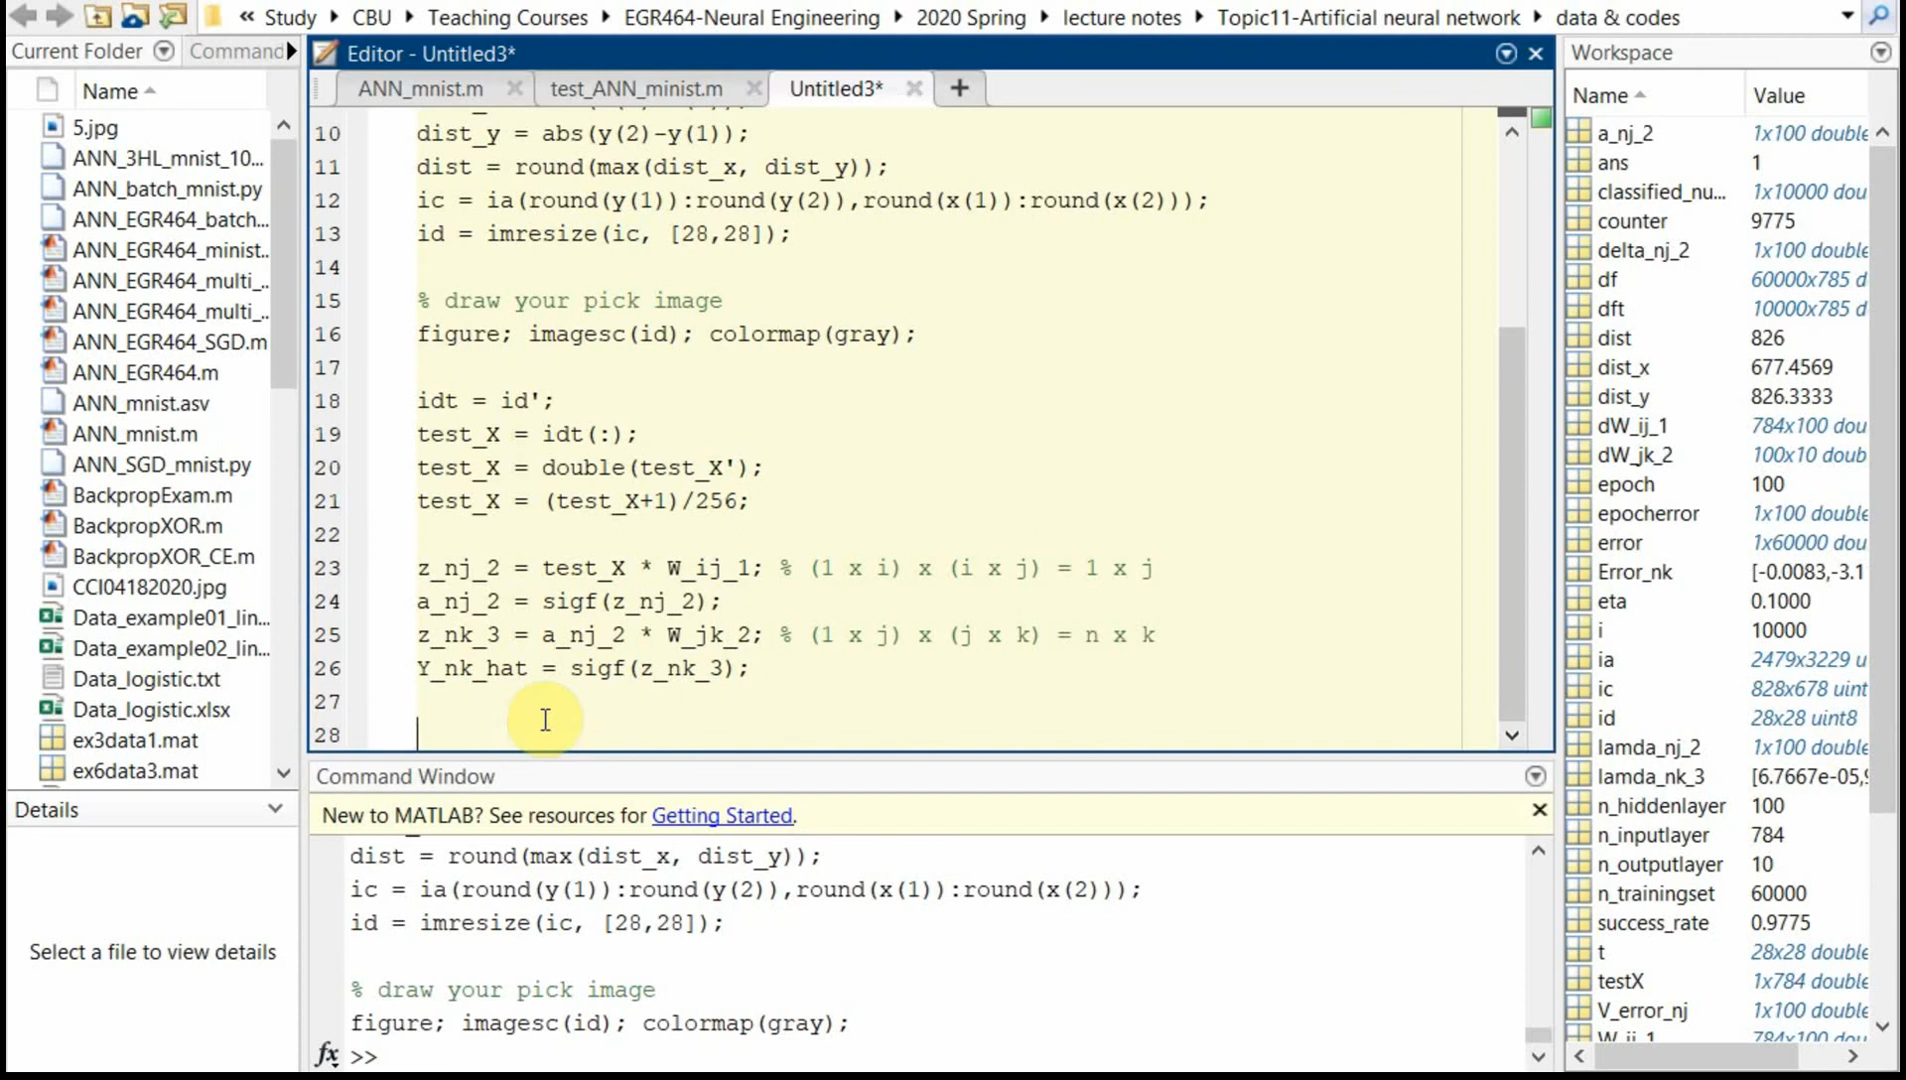 « Study ▸ CBU ▸ Teaching Courses ▸ EGR464-Neural Engineering ▸ 2020 Spring ▸ lecture notes ▸ Topic11-Artificial neural network ▸ data & codes
Current Folder
Command
Name
5.jpg
ANN_3HL_mnist_10...
ANN_batch_mnist.py
ANN_EGR464_batch...
ANN_EGR464_minist...
ANN_EGR464_multi_...
ANN_EGR464_multi_...
ANN_EGR464_SGD.m
ANN_EGR464.m
ANN_mnist.asv
ANN_mnist.m
ANN_SGD_mnist.py
BackpropExam.m
BackpropXOR.m
BackpropXOR_CE.m
CCI04182020.jpg
Data_example01_lin...
Data_example02_lin...
Data_logistic.txt
Data_logistic.xlsx
ex3data1.mat
ex6data3.mat
Details
Select a file to view details
Editor - Untitled3*
ANN_mnist.m
test_ANN_minist.m
Untitled3*
10 dist_y = abs(y(2)-y(1));
11 dist = round(max(dist_x, dist_y));
12 ic = ia(round(y(1)):round(y(2)),round(x(1)):round(x(2)));
13 id = imresize(ic, [28,28]);
14
15 % draw your pick image
16 figure; imagesc(id); colormap(gray);
17
18 idt = id';
19 test_X = idt(:);
20 test_X = double(test_X');
21 test_X = (test_X+1)/256;
22
23 z_nj_2 = test_X * W_ij_1; % (1 x i) x (i x j) = 1 x j
24 a_nj_2 = sigf(z_nj_2);
25 z_nk_3 = a_nj_2 * W_jk_2; % (1 x j) x (j x k) = n x k
26 Y_nk_hat = sigf(z_nk_3);
27
28
Command Window
New to MATLAB? See resources for Getting Started.
dist = round(max(dist_x, dist_y));
ic = ia(round(y(1)):round(y(2)),round(x(1)):round(x(2)));
id = imresize(ic, [28,28]);
% draw your pick image
figure; imagesc(id); colormap(gray);
fx >>
Workspace
Name Value
a_nj_2 1x100 double
ans 1
classified_nu... 1x10000 dou
counter 9775
delta_nj_2 1x100 double
df 60000x785 d
dft 10000x785 d
dist 826
dist_x 677.4569
dist_y 826.3333
dW_ij_1 784x100 dou
dW_jk_2 100x10 doub
epoch 100
epocherror 1x100 double
error 1x60000 doub
Error_nk [-0.0083,-3.1
eta 0.1000
i 10000
ia 2479x3229 u
ic 828x678 uint
id 28x28 uint8
lamda_nj_2 1x100 double
lamda_nk_3 [6.7667e-05,9
n_hiddenlayer 100
n_inputlayer 784
n_outputlayer 10
n_trainingset 60000
success_rate 0.9775
t 28x28 double
testX 1x784 double
V_error_nj 1x100 double
W_ij_1 784x100 dou